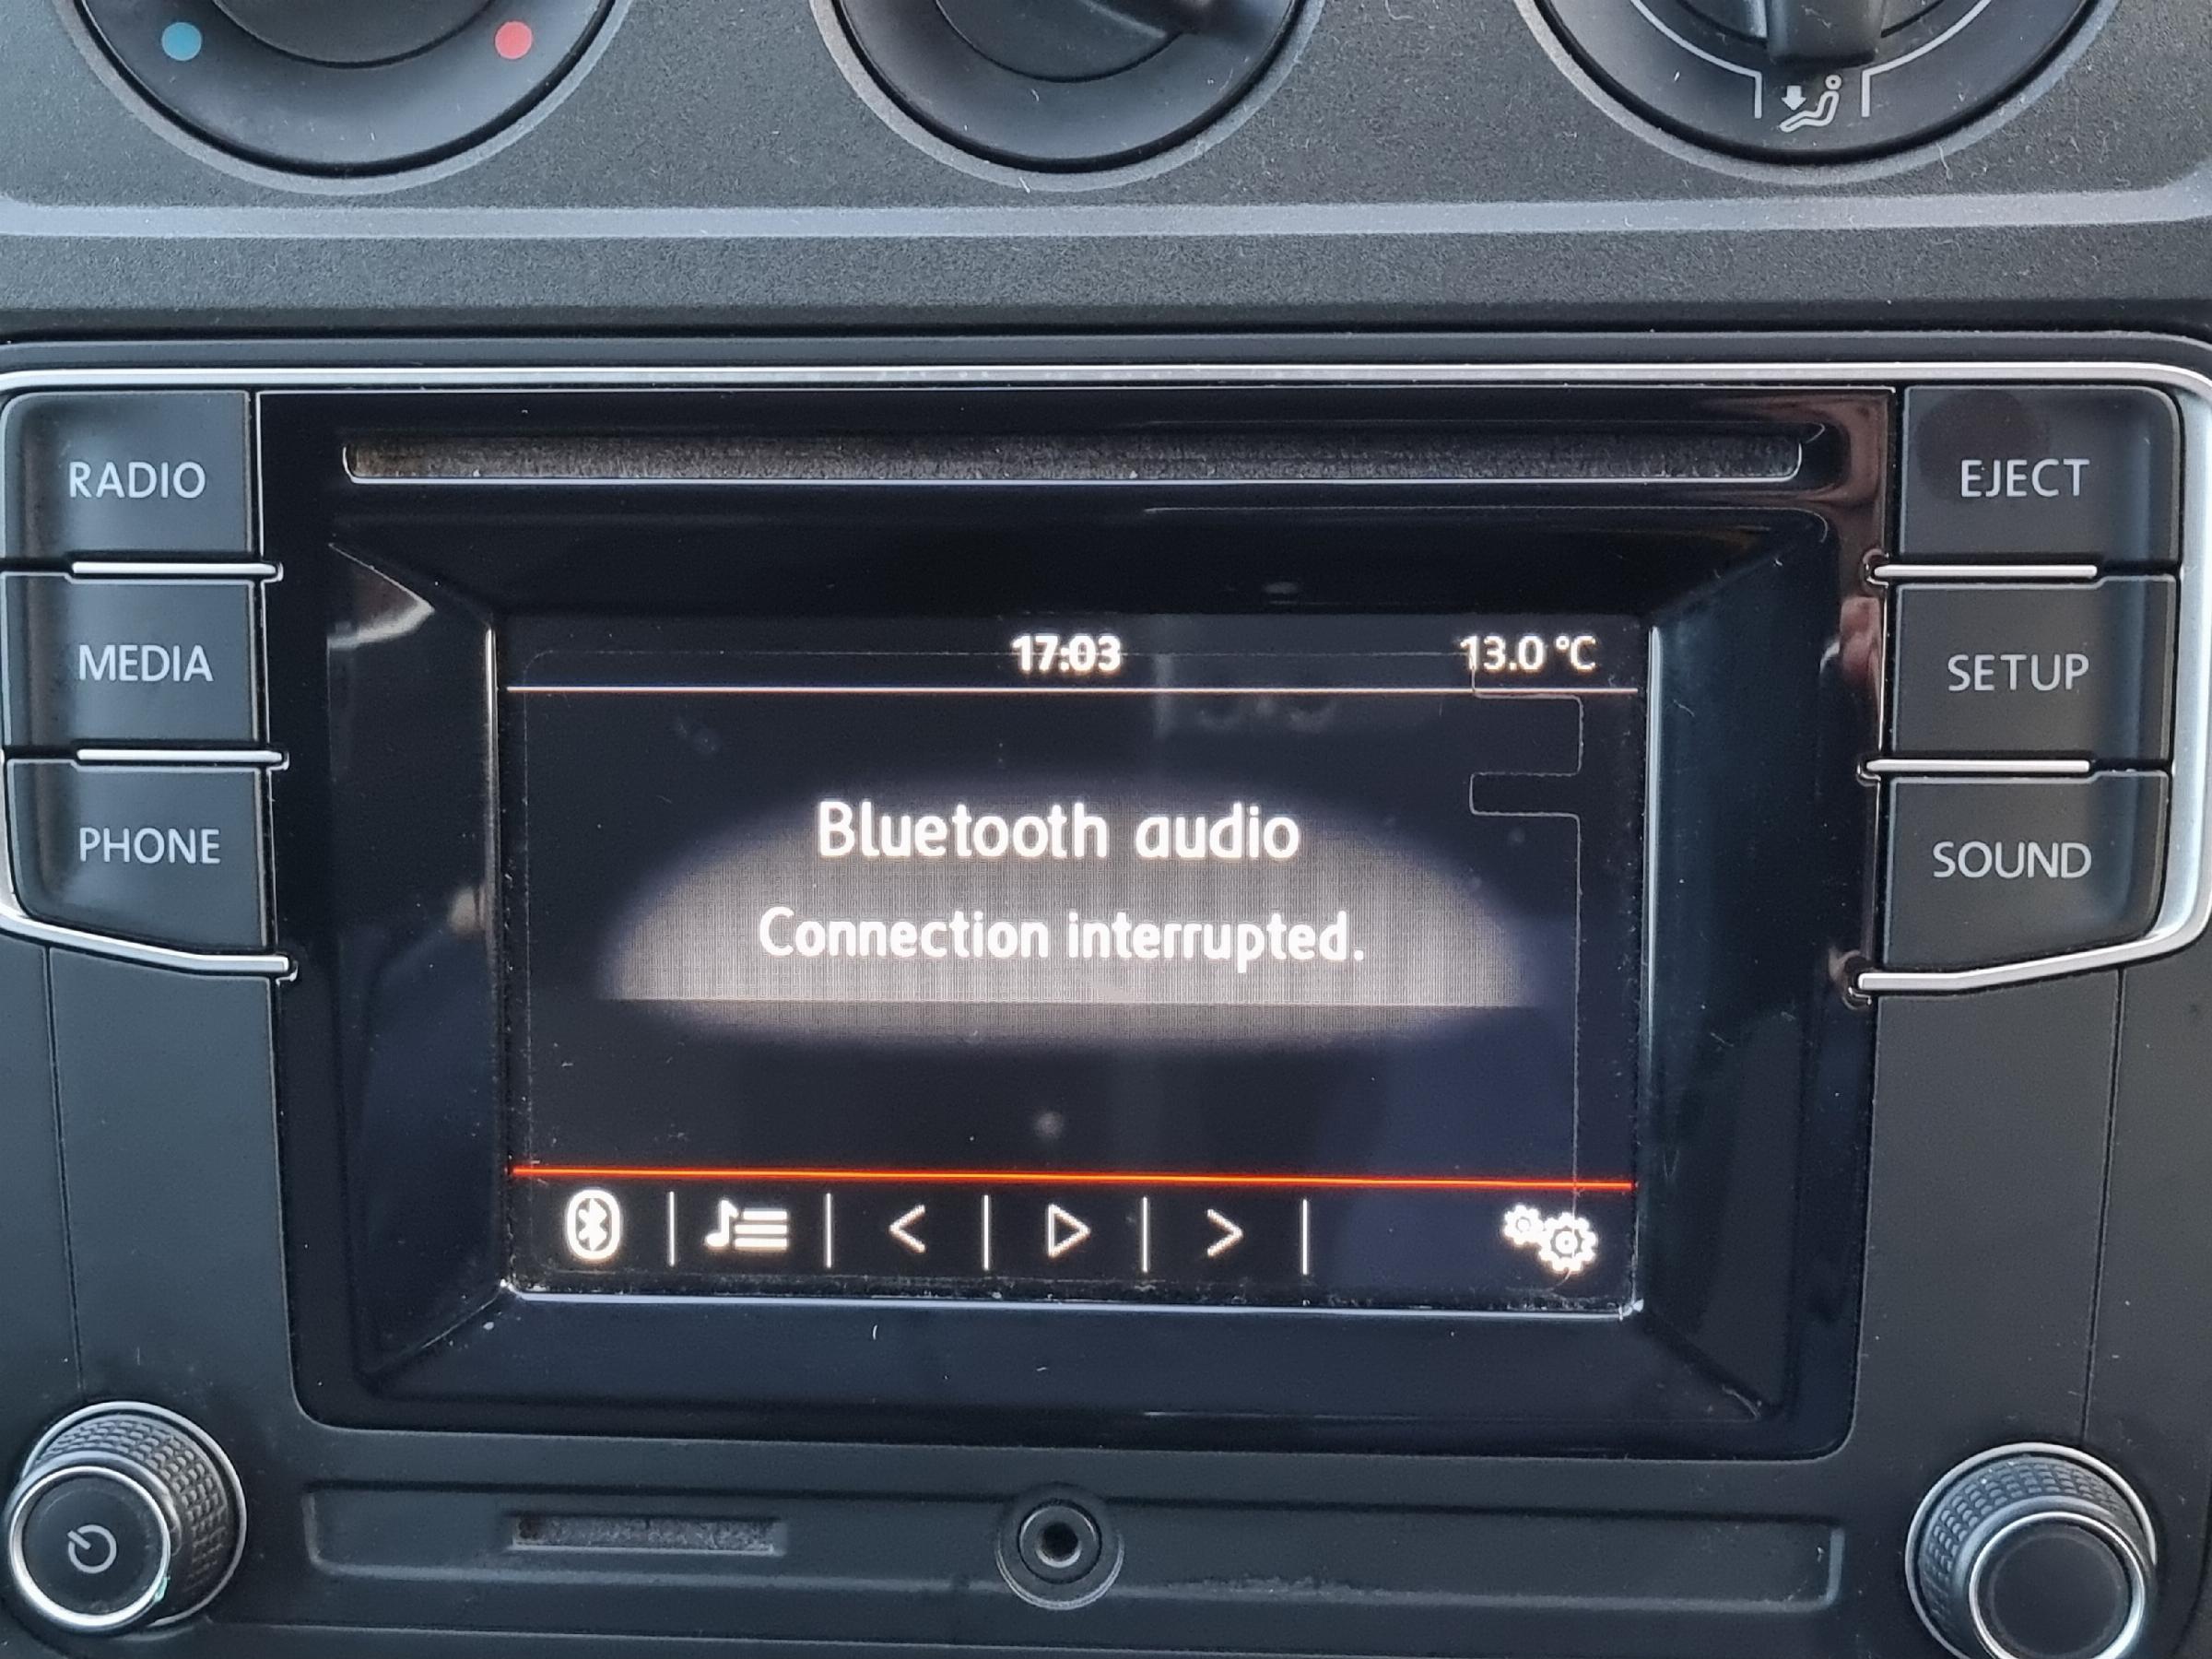 RADIO
MEDIA
PHONE
EJECT
SETUP
SOUND
17:03 13.0 °C
Bluetooth audio
Connection interrupted.